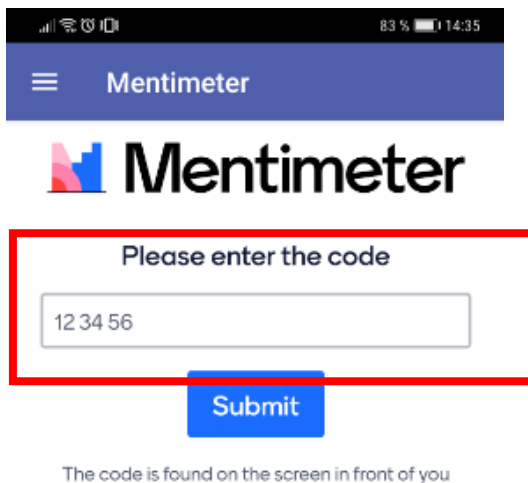 83 % 14:35
Mentimeter
Mentimeter
Please enter the code
12 34 56
Submit
The code is found on the screen in front of you